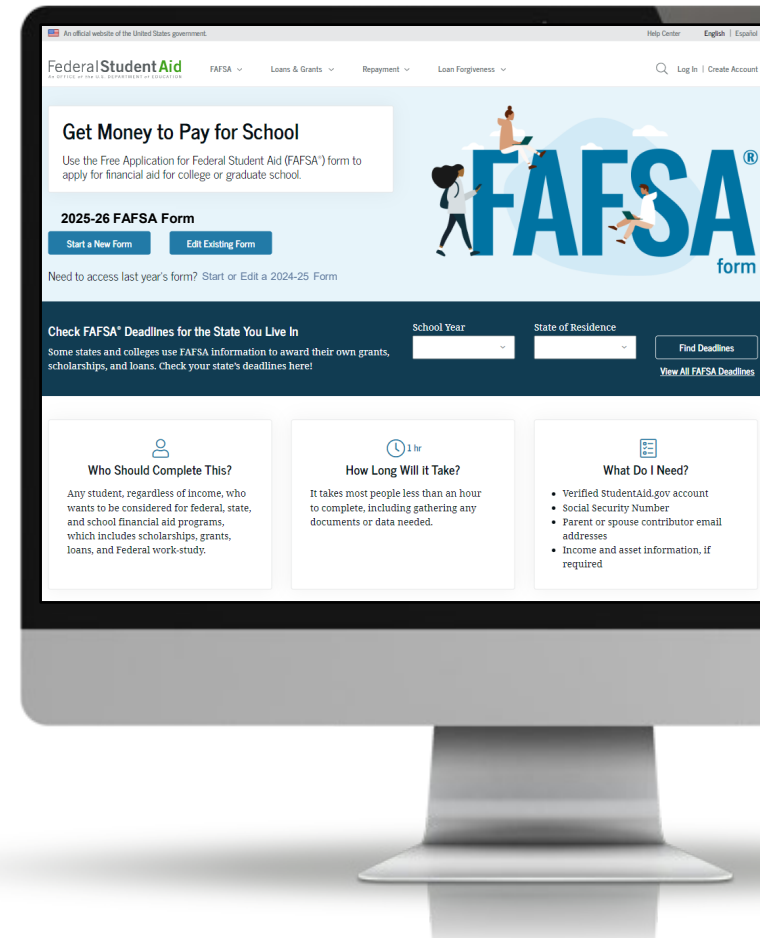 An official website of the United States government.
Help Center English | Español
Federal Student Aid
An OFFICE of the U.S. DEPARTMENT of EDUCATION
FAFSA Loans & Grants Repayment Loan Forgiveness
Log In | Create Account
Get Money to Pay for School
Use the Free Application for Federal Student Aid (FAFSA®) form to
apply for financial aid for college or graduate school.
2025-26 FAFSA Form
Start a New Form Edit Existing Form
Need to access last year's form? Start or Edit a 2024-25 Form
FAFSA®
form
Check FAFSA® Deadlines for the State You Live In
Some states and colleges use FAFSA information to award their own grants,
scholarships, and loans. Check your state's deadlines here!
School Year State of Residence
Find Deadlines
View All FAFSA Deadlines
Who Should Complete This?
Any student, regardless of income, who
wants to be considered for federal, state,
and school financial aid programs,
which includes scholarships, grants,
loans, and Federal work-study.
1 hr
How Long Will it Take?
It takes most people less than an hour
to complete, including gathering any
documents or data needed.
What Do I Need?
• Verified StudentAid.gov account
• Social Security Number
• Parent or spouse contributor email
addresses
• Income and asset information, if
required